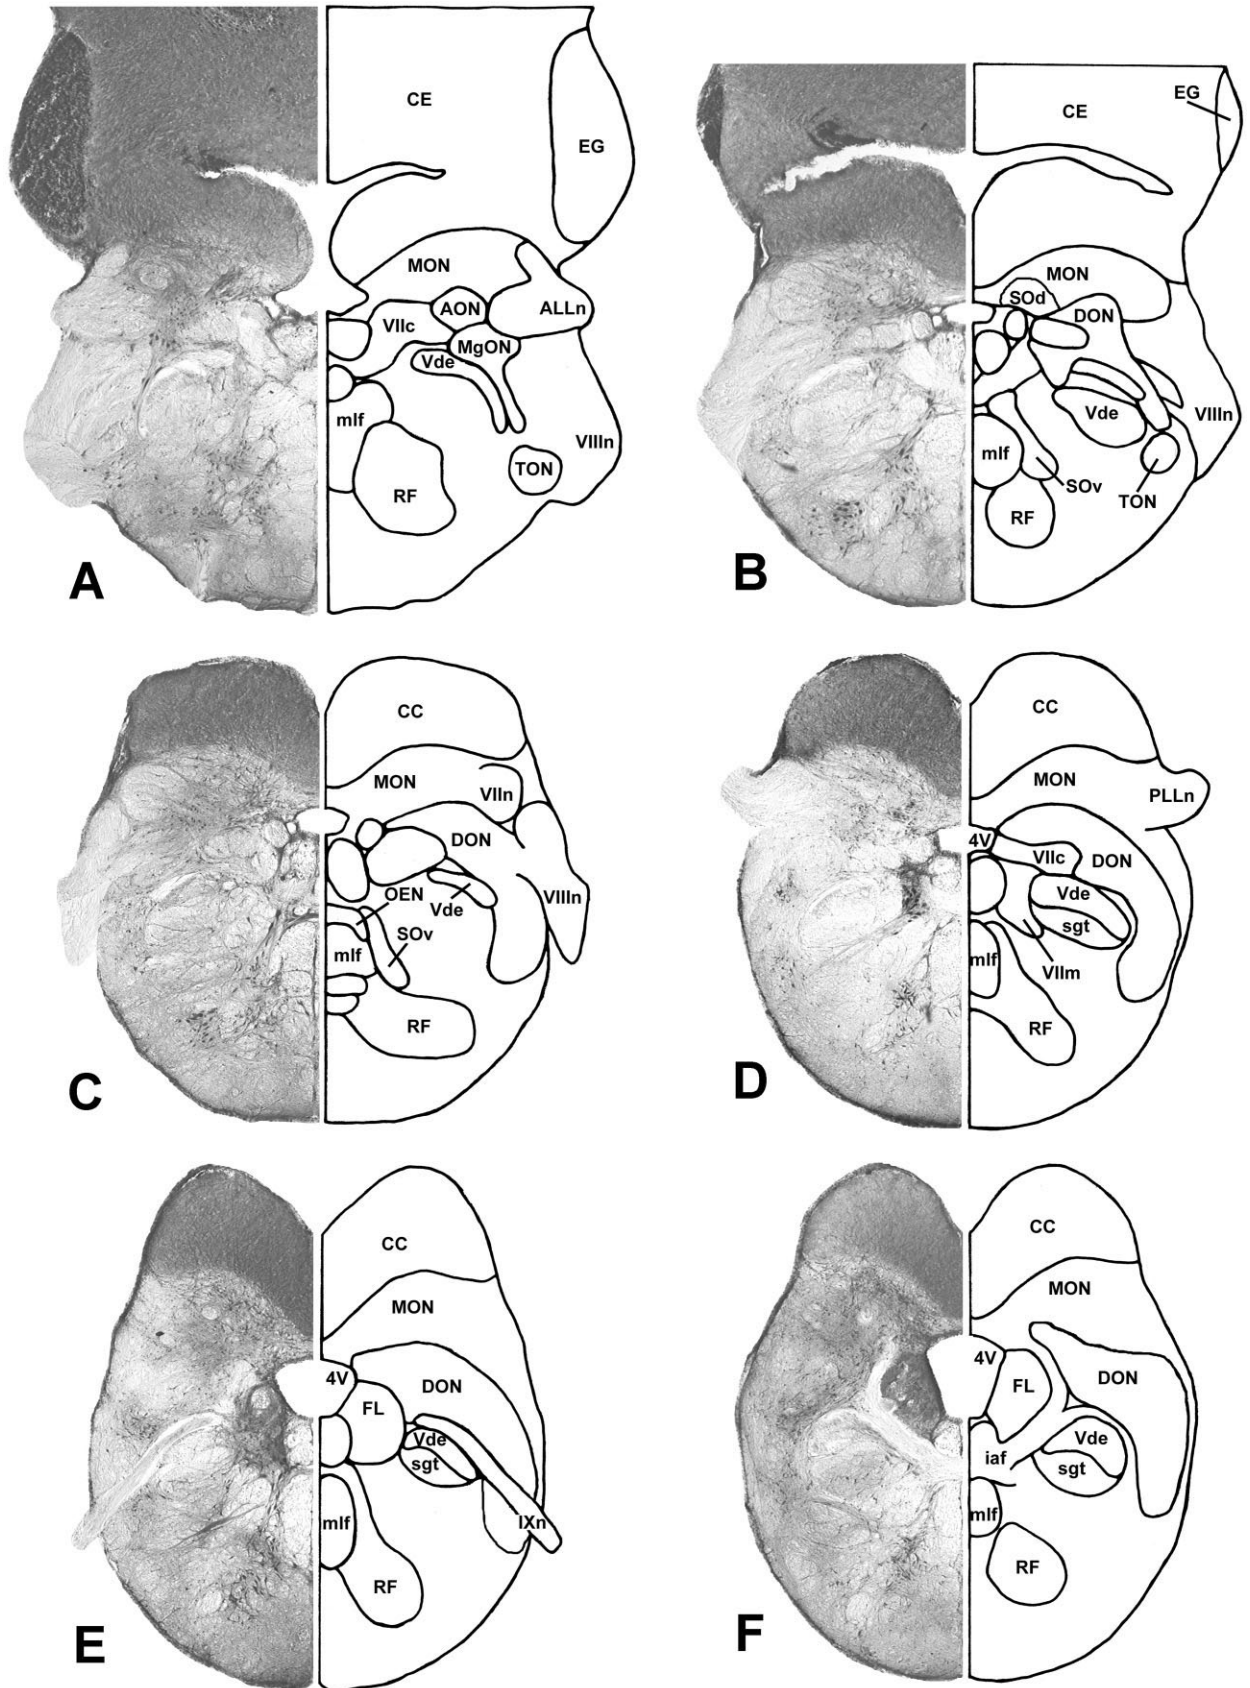 CE
EG
MON
AON
ALLn
VIIc
MgON
Vde
mlf
VIIIn
TON
RF
A
EG
CE
MON
SOd
DON
Vde
VIIIn
mlf
SOv
TON
RF
B
CC
MON
VIIn
DON
OEN
Vde
VIIIn
SOv
mlf
RF
C
CC
MON
PLLn
4V
VIIc
DON
Vde
sgt
mlf
VIIm
RF
D
CC
MON
4V
DON
FL
Vde
sgt
mlf
IXn
RF
E
CC
MON
4V
FL
DON
Vde
iaf
sgt
mlf
RF
F